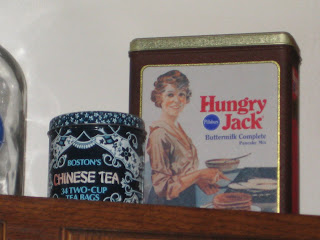 BOSTON'S
CHINESE TEA
34 TWO-CUP
TEA BAGS
Hungry
Jack
Pillsbury
Buttermilk Complete
Pancake Mix